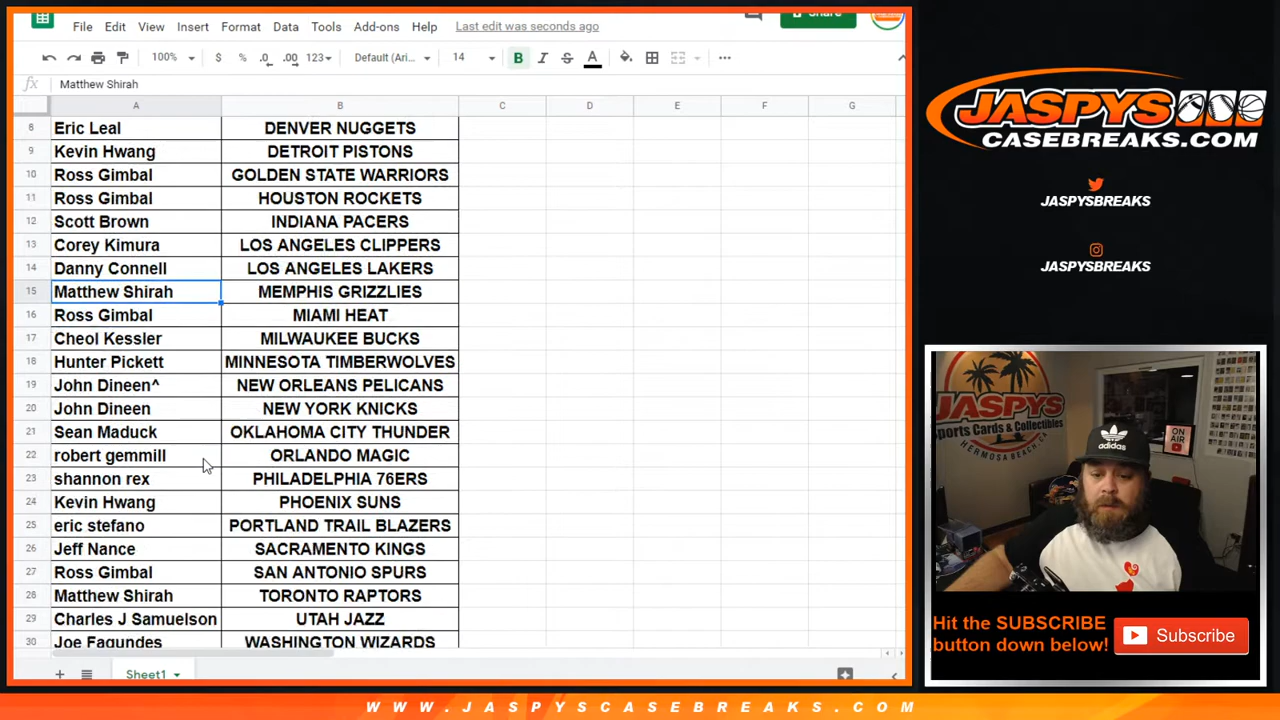 File Edit View Insert Format Data Tools Add-ons Help Last edit was seconds ago Share
100% $ % .0 .00 123 Default (Ari... 14 B I S A
fx Matthew Shirah
A B C D E F G
8 Eric Leal DENVER NUGGETS
9 Kevin Hwang DETROIT PISTONS
10 Ross Gimbal GOLDEN STATE WARRIORS
11 Ross Gimbal HOUSTON ROCKETS
12 Scott Brown INDIANA PACERS
13 Corey Kimura LOS ANGELES CLIPPERS
14 Danny Connell LOS ANGELES LAKERS
15 Matthew Shirah MEMPHIS GRIZZLIES
16 Ross Gimbal MIAMI HEAT
17 Cheol Kessler MILWAUKEE BUCKS
18 Hunter Pickett MINNESOTA TIMBERWOLVES
19 John Dineen^ NEW ORLEANS PELICANS
20 John Dineen NEW YORK KNICKS
21 Sean Maduck OKLAHOMA CITY THUNDER
22 robert gemmill ORLANDO MAGIC
23 shannon rex PHILADELPHIA 76ERS
24 Kevin Hwang PHOENIX SUNS
25 eric stefano PORTLAND TRAIL BLAZERS
26 Jeff Nance SACRAMENTO KINGS
27 Ross Gimbal SAN ANTONIO SPURS
28 Matthew Shirah TORONTO RAPTORS
29 Charles J Samuelson UTAH JAZZ
30 Joe Fagundes WASHINGTON WIZARDS
Sheet1
JASPYS
CASEBREAKS.COM
JASPYSBREAKS
JASPYSBREAKS
JASPYS
Sports Cards & Collectibles
HERMOSA BEACH, CA
ON
AIR
adidas
Hit the SUBSCRIBE
button down below!
Subscribe
WWW.JASPYSCASEBREAKS.COM